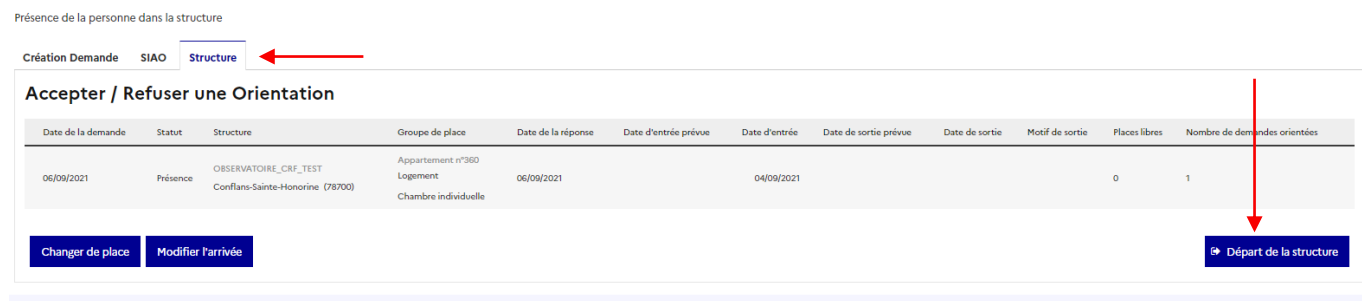 Présence de la personne dans la structure
Création Demande SIAO Structure
Accepter / Refuser une Orientation
Date de la demande Statut Structure Groupe de place Date de la réponse Date d'entrée prévue Date d'entrée Date de sortie prévue Date de sortie Motif de sortie Places libres Nombre de demandes orientées
06/09/2021 Présence OBSERVATOIRE_CRF_TEST Appartement n°360 06/09/2021 04/09/2021 0 1
Conflans-Sainte-Honorine (78700) Logement
Chambre individuelle
Changer de place Modifier l'arrivée Départ de la structure